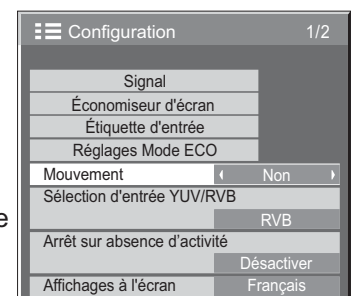 Configuration 1/2
Signal
Économiseur d'écran
Étiquette d'entrée
Réglages Mode ECO
Mouvement Non
Sélection d'entrée YUV/RVB
RVB
e
Arrêt sur absence d’activité
Désactiver
Affichages à l'écran Français